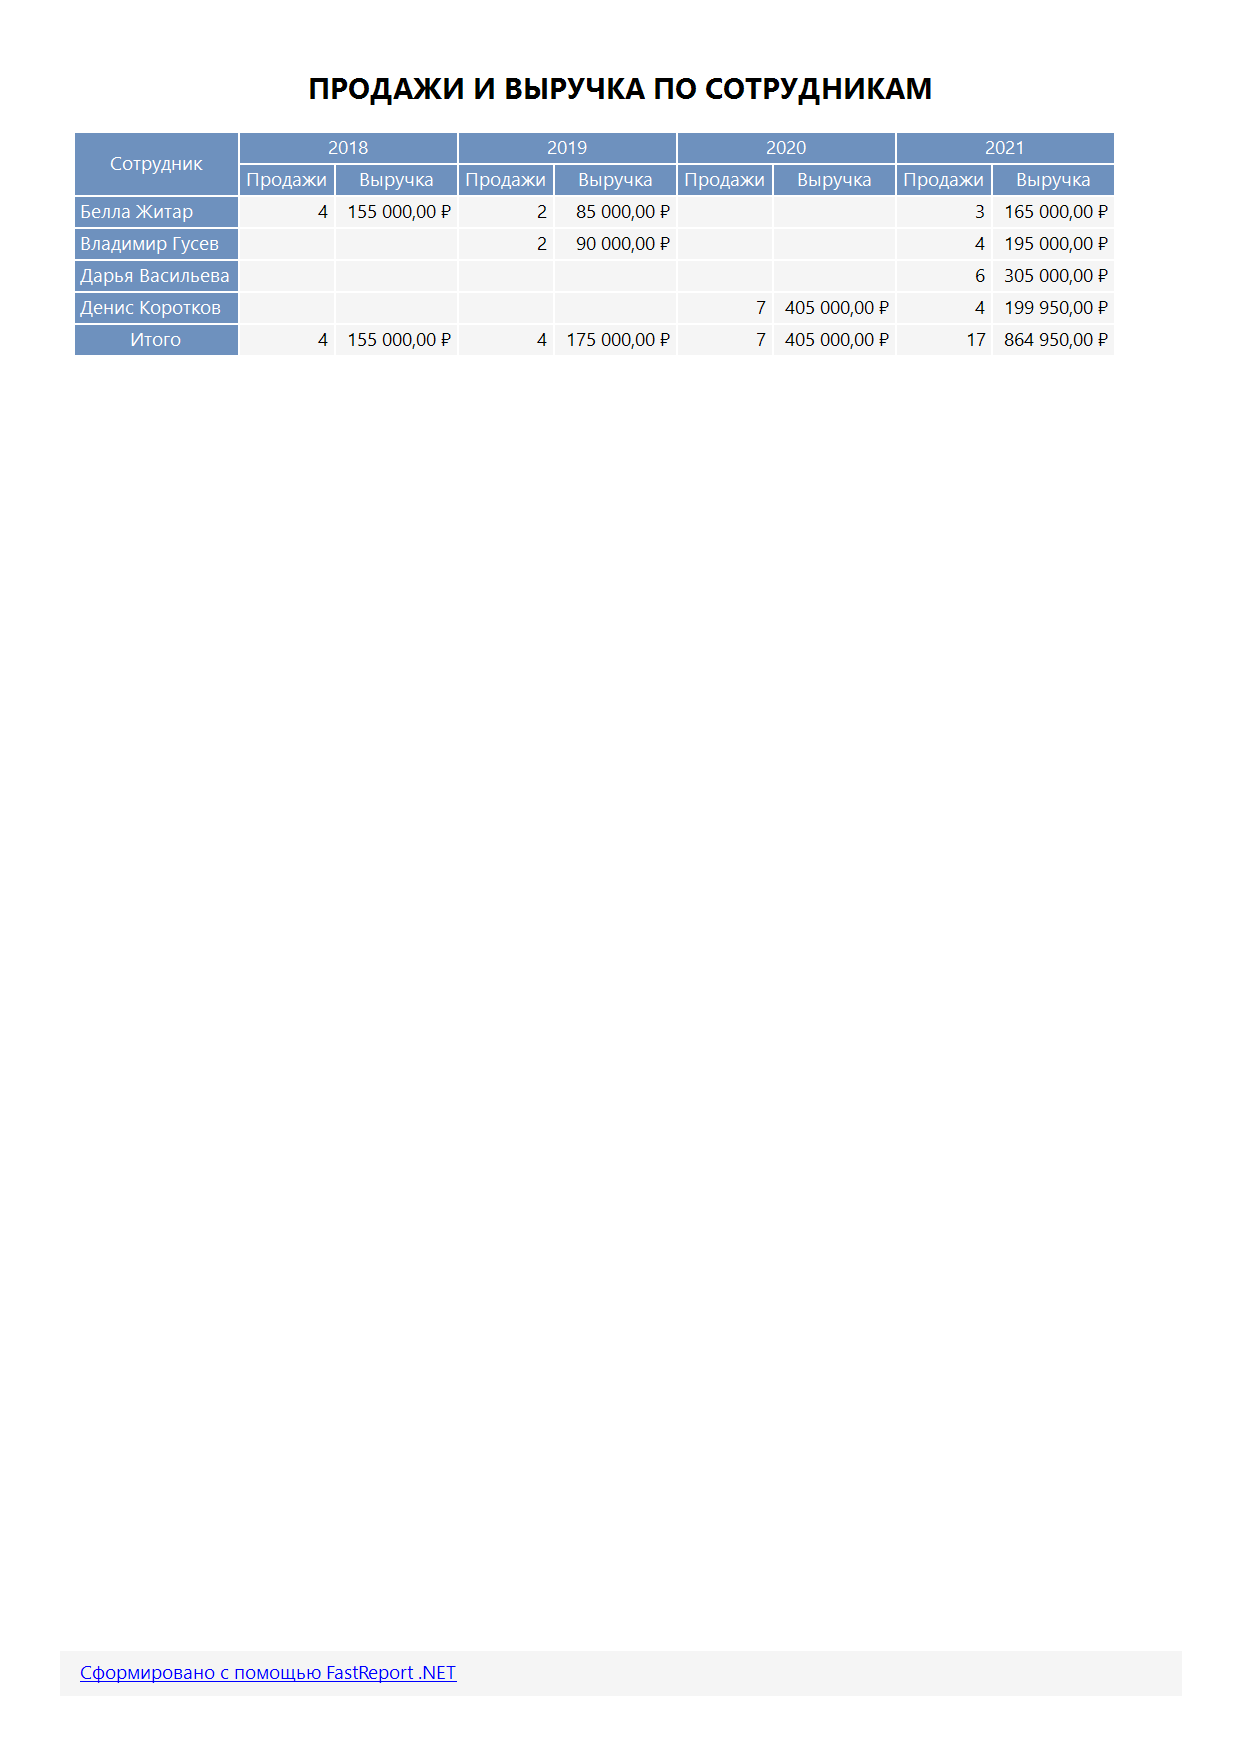 ПРОДАЖИ И ВЫРУЧКА ПО СОТРУДНИКАМ
Сотрудник 2018 2019 2020 2021
Продажи Выручка Продажи Выручка Продажи Выручка Продажи Выручка
Белла Житар 4 155 000,00 ₽ 2 85 000,00 ₽ 3 165 000,00 ₽
Владимир Гусев 2 90 000,00 ₽ 4 195 000,00 ₽
Дарья Васильева 6 305 000,00 ₽
Денис Коротков 7 405 000,00 ₽ 4 199 950,00 ₽
Итого 4 155 000,00 ₽ 4 175 000,00 ₽ 7 405 000,00 ₽ 17 864 950,00 ₽
Сформировано с помощью FastReport .NET